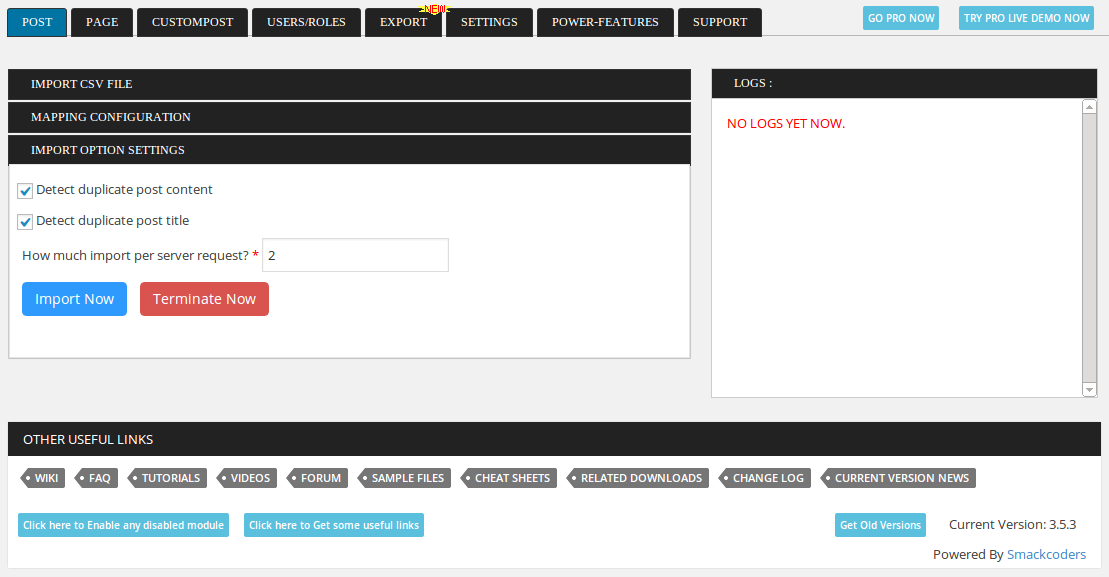 NEW
POST PAGE CUSTOMPOST USERS/ROLES EXPORT SETTINGS POWER-FEATURES SUPPORT GO PRO NOW TRY PRO LIVE DEMO NOW
IMPORT CSV FILE
MAPPING CONFIGURATION
IMPORT OPTION SETTINGS
Detect duplicate post content
Detect duplicate post title
How much import per server request? * 2
Import Now Terminate Now
LOGS :
NO LOGS YET NOW.
OTHER USEFUL LINKS
WIKI FAQ TUTORIALS VIDEOS FORUM SAMPLE FILES CHEAT SHEETS RELATED DOWNLOADS CHANGE LOG CURRENT VERSION NEWS
Click here to Enable any disabled module Click here to Get some useful links Get Old Versions Current Version: 3.5.3
Powered By Smackcoders